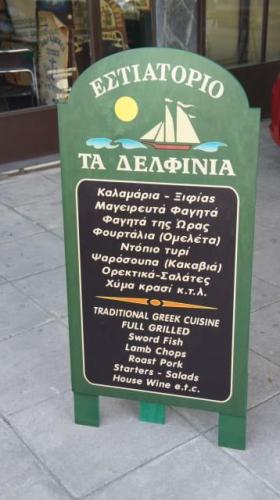 ΕΣΤΙΑΤΟΡΙΟ
ΤΑ ΔΕΛΦΙΝΙΑ
Καλαμάρια - Ξιφίας
Μαγειρευτά Φαγητά
Φαγητά της Ώρας
Φουρτάλια (Ομελέτα)
Ντόπιο τυρί
Ψαρόσουπα (Κακαβιά)
Ορεκτικά-Σαλάτες
Χύμα κρασί κ.τ.λ.
TRADITIONAL GREEK CUISINE
FULL GRILLED
Sword Fish
Lamb Chops
Roast Pork
Starters - Salads
House Wine e.t.c.